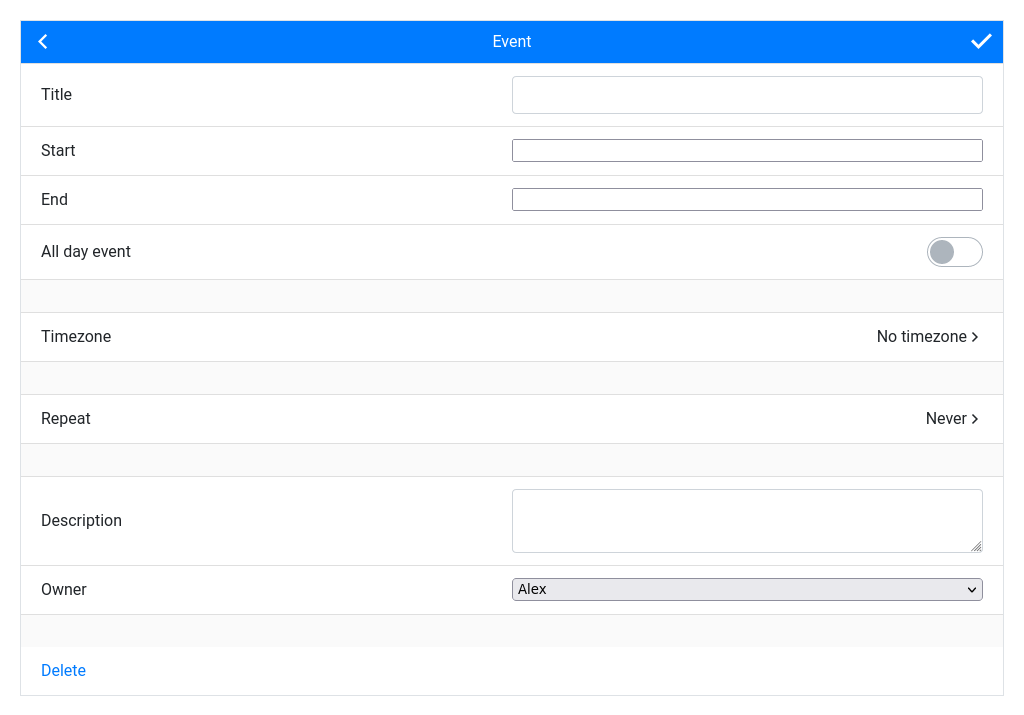 Event
Title
Start
End
All day event
Timezone No timezone
Repeat Never
Description
Owner Alex
Delete